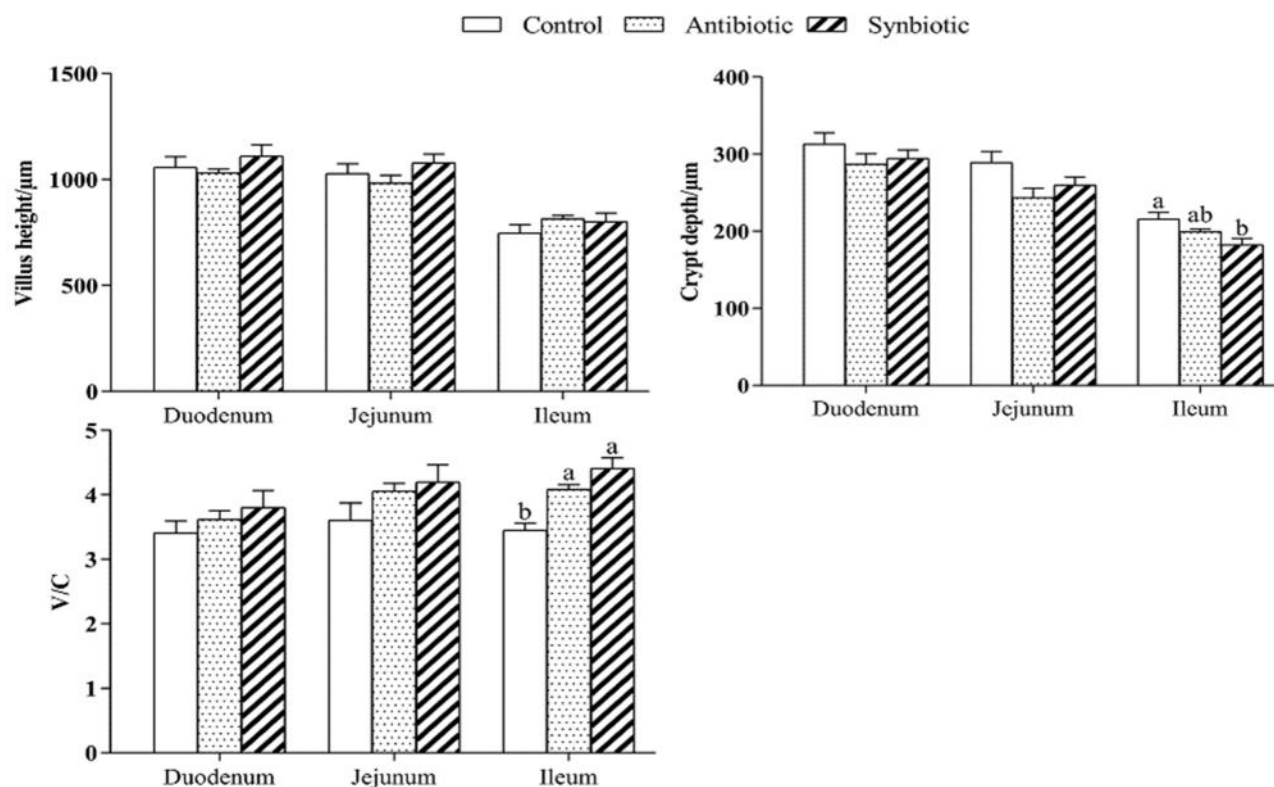 Control Antibiotic Synbiotic
Villus height/μm
1500
1000
500
0
Duodenum Jejunum Ileum
Crypt depth/μm
400
300
200
100
0
a ab b
Duodenum Jejunum Ileum
V/C
5
4
3
2
1
0
b a a
Duodenum Jejunum Ileum